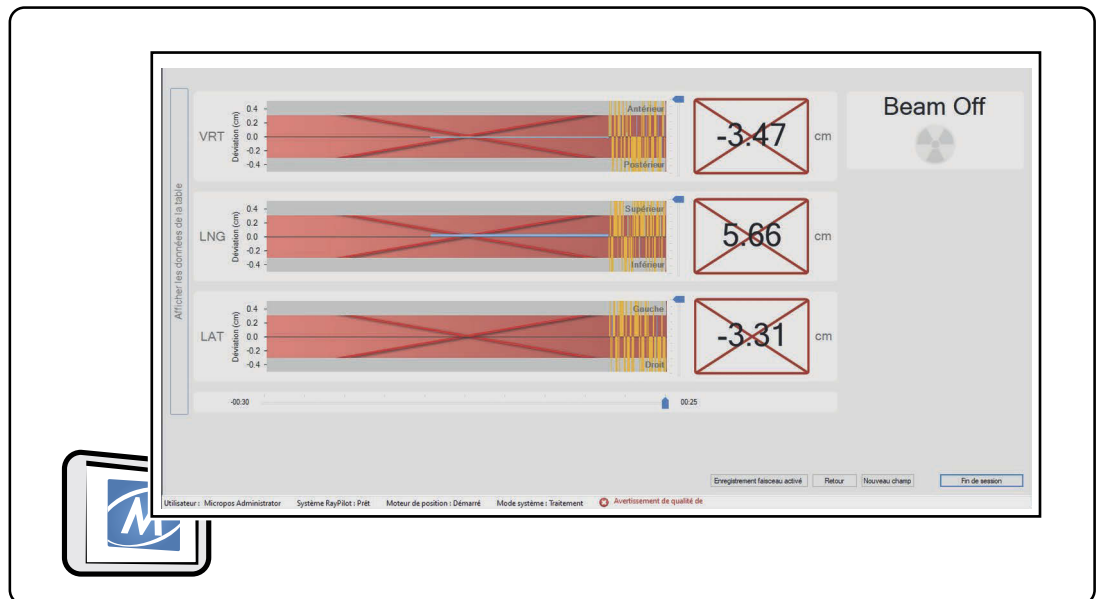 Afficher les données de la table
VRT
Déviation (cm)
0.4
0.2
0.0
-0.2
-0.4
Antérieur
Postérieur
-3.47
cm
Beam Off
LNG
Déviation (cm)
0.4
0.2
0.0
-0.2
-0.4
Supérieur
Inférieur
5.66
cm
LAT
Déviation (cm)
0.4
0.2
0.0
-0.2
-0.4
Gauche
Droit
-3.31
cm
-00:30
00:25
Enregistrement faisceau activé Retour Nouveau champ Fin de session
Utilisateur : Micropos Administrator Système RayPilot : Prêt Moteur de position : Démarré Mode système : Traitement Avertissement de qualité de
M